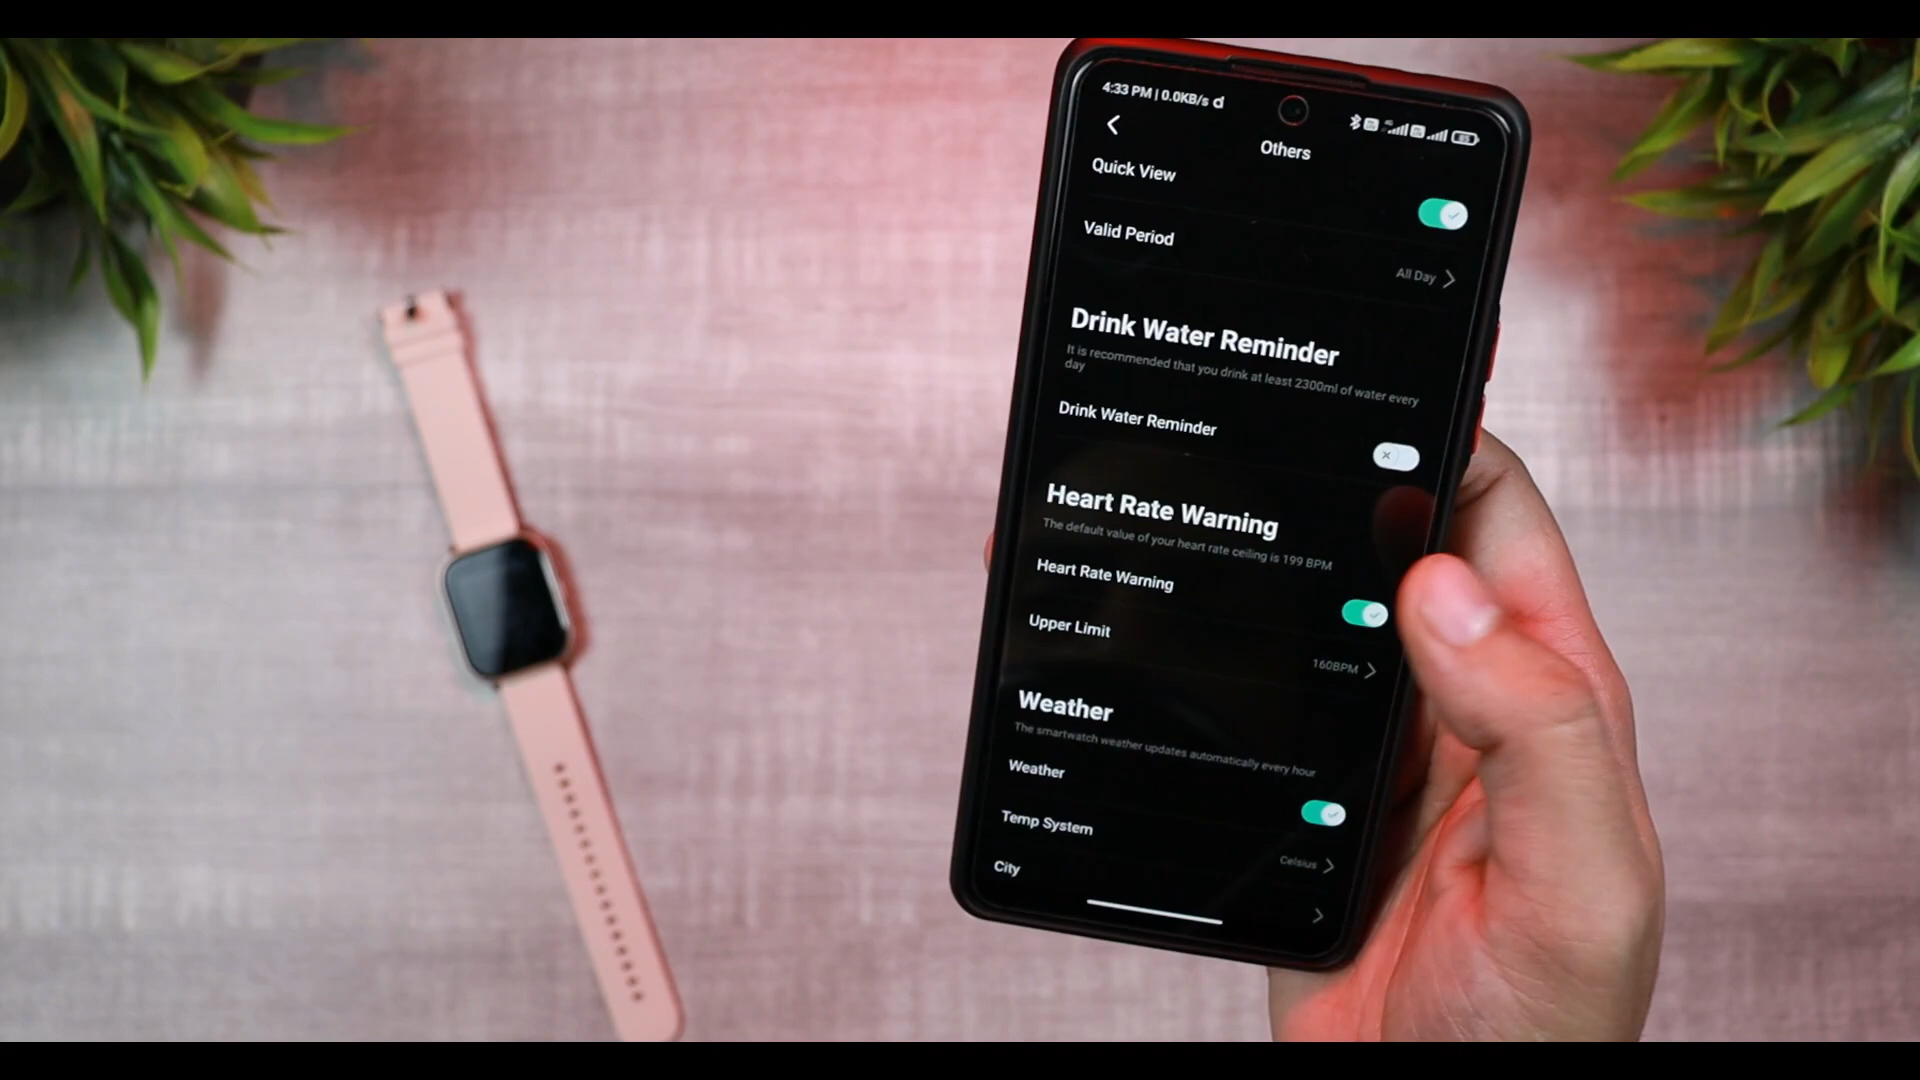 4:33 PM | 0.0KB/s
Others
Quick View
Valid Period
All Day
Drink Water Reminder
It is recommended that you drink at least 2300ml of water every
day
Drink Water Reminder
Heart Rate Warning
The default value of your heart rate ceiling is 199 BPM
Heart Rate Warning
Upper Limit
160BPM
Weather
The smartwatch weather updates automatically every hour
Weather
Temp System
Celsius
City